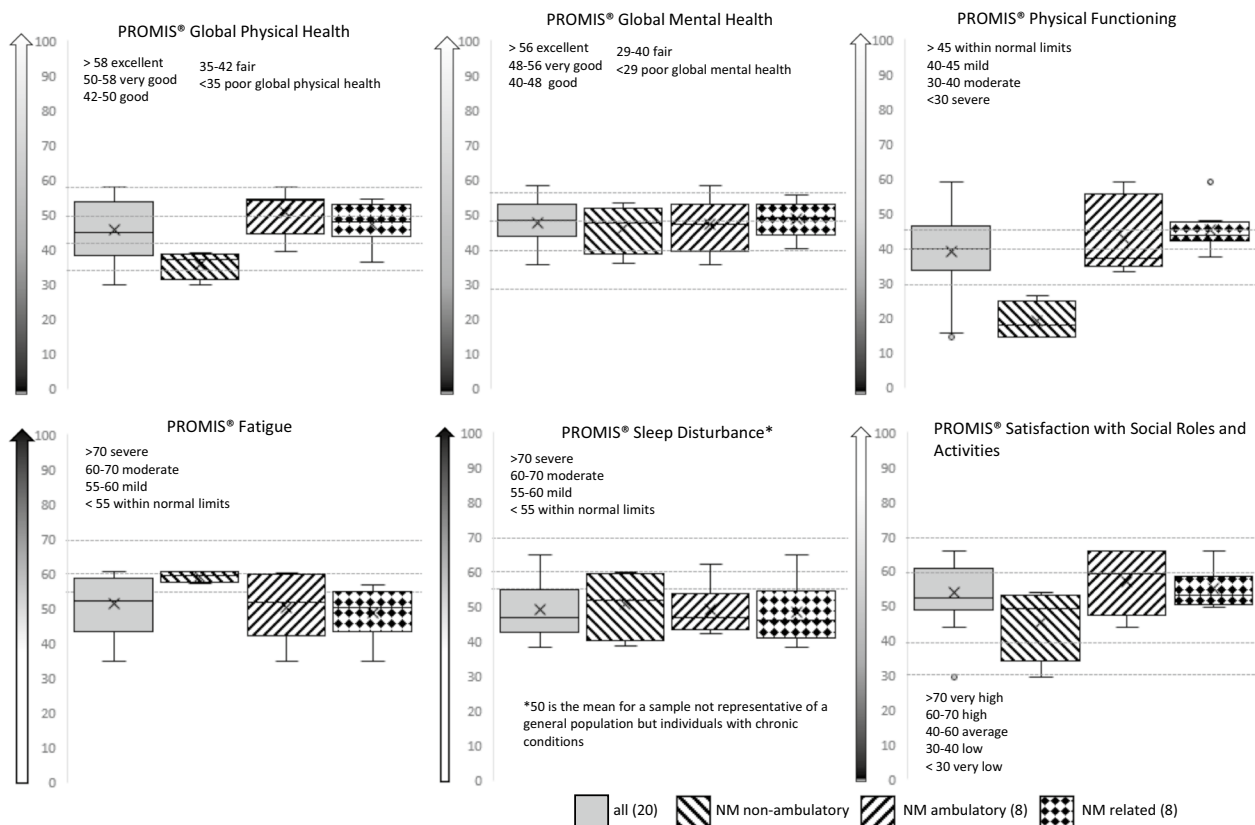 PROMIS® Global Physical Health
> 58 excellent
50-58 very good
42-50 good
35-42 fair
<35 poor global physical health
100
90
80
70
60
50
40
30
20
10
0
PROMIS® Global Mental Health
> 56 excellent
48-56 very good
40-48 good
29-40 fair
<29 poor global mental health
100
90
80
70
60
50
40
30
20
10
0
PROMIS® Physical Functioning
> 45 within normal limits
40-45 mild
30-40 moderate
<30 severe
100
90
80
70
60
50
40
30
20
10
0
PROMIS® Fatigue
>70 severe
60-70 moderate
55-60 mild
< 55 within normal limits
100
90
80
70
60
50
40
30
20
10
0
PROMIS® Sleep Disturbance*
>70 severe
60-70 moderate
55-60 mild
< 55 within normal limits
100
90
80
70
60
50
40
30
20
10
0
*50 is the mean for a sample not representative of a
general population but individuals with chronic
conditions
PROMIS® Satisfaction with Social Roles and
Activities
100
90
80
70
60
50
40
30
20
10
0
>70 very high
60-70 high
40-60 average
30-40 low
< 30 very low
all (20)
NM non-ambulatory
NM ambulatory (8)
NM related (8)